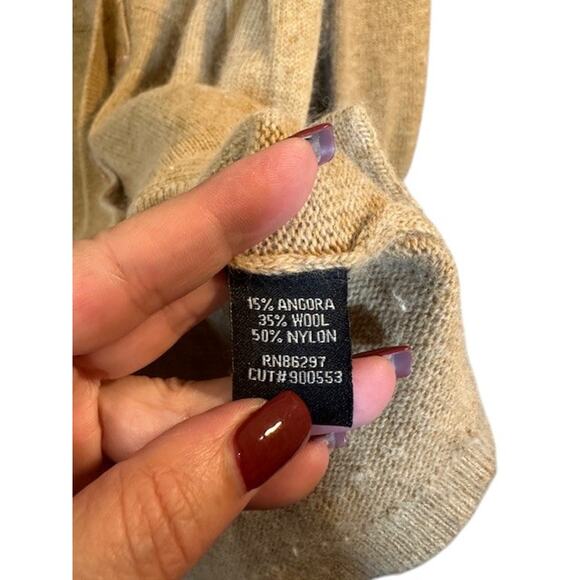 15% ANGORA
35% WOOL
50% NYLON
RN86297
CUT#900553